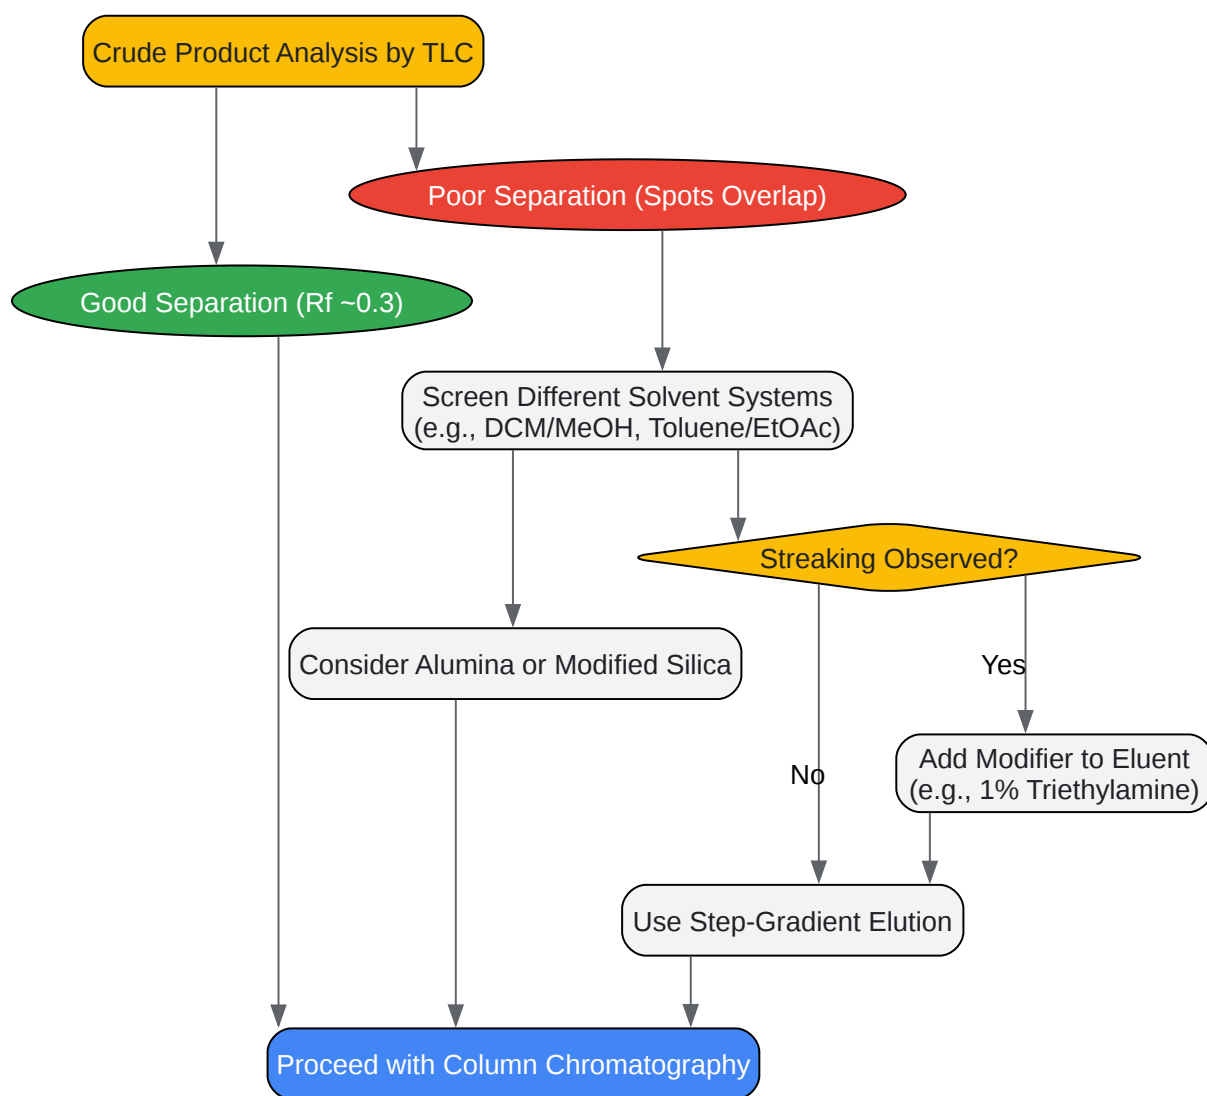 Crude Product Analysis by TLC
Poor Separation (Spots Overlap)
Good Separation (Rf ~0.3)
Screen Different Solvent Systems
(e.g., DCM/MeOH, Toluene/EtOAc)
Streaking Observed?
Consider Alumina or Modified Silica
Yes
Add Modifier to Eluent
(e.g., 1% Triethylamine)
No
Use Step-Gradient Elution
Proceed with Column Chromatography